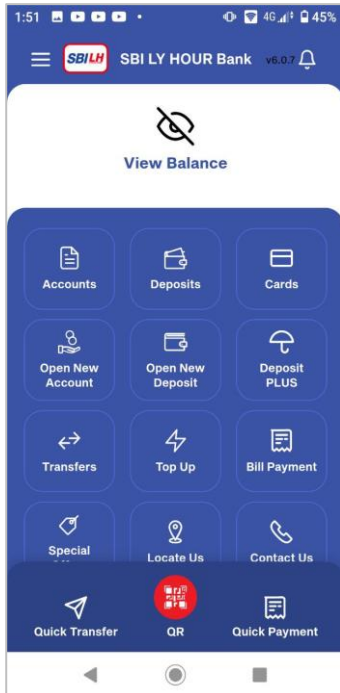 1:51 4G 45%
SBILH SBI LY HOUR Bank v6.0.7
View Balance
Accounts Deposits Cards
Open New Account Open New Deposit Deposit PLUS
Transfers Top Up Bill Payment
Special Locate Us Contact Us
Quick Transfer QR Quick Payment